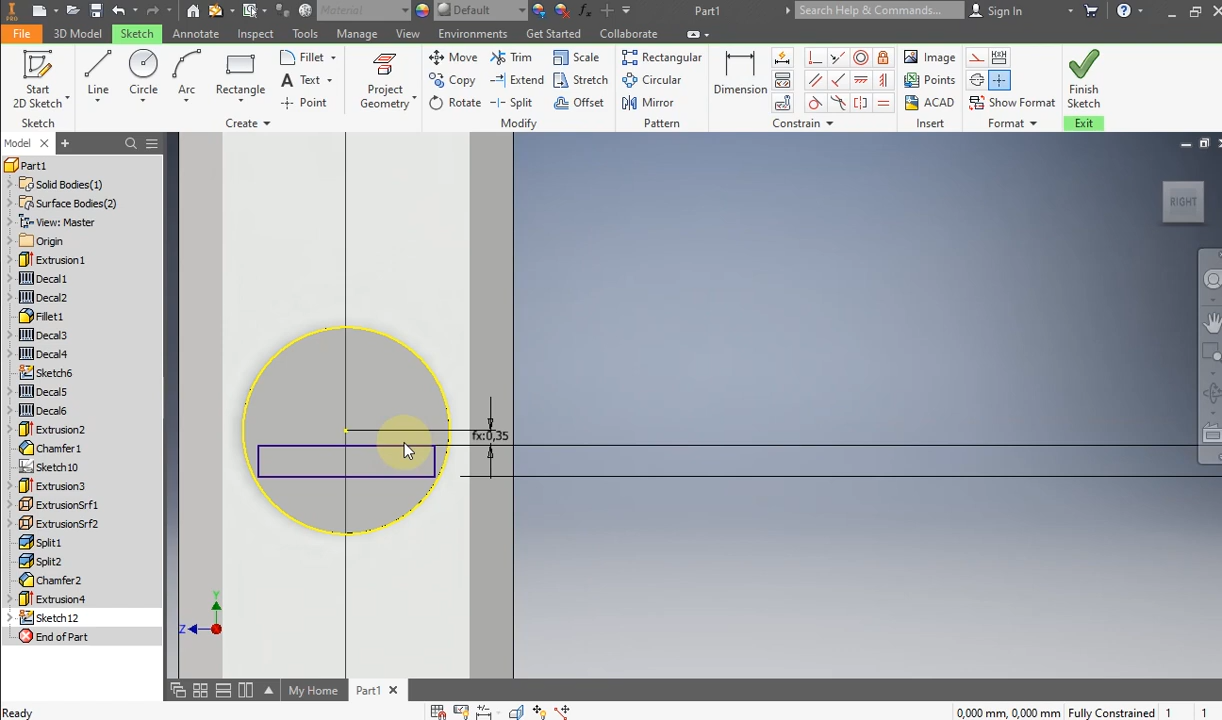 PRO
Material
Default
Part1
Search Help & Commands...
Sign In
File
3D Model
Sketch
Annotate
Inspect
Tools
Manage
View
Environments
Get Started
Collaborate
Start
2D Sketch
Line
Circle
Arc
Rectangle
Fillet
Text
Point
Project
Geometry
Move
Copy
Rotate
Trim
Extend
Split
Scale
Stretch
Offset
Rectangular
Circular
Mirror
Dimension
Image
Points
ACAD
Show Format
Finish
Sketch
Sketch
Create
Modify
Pattern
Constrain
Insert
Format
Exit
Model
Part1
Solid Bodies(1)
Surface Bodies(2)
View: Master
Origin
Extrusion1
Decal1
Decal2
Fillet1
Decal3
Decal4
Sketch6
Decal5
Decal6
Extrusion2
Chamfer1
Sketch10
Extrusion3
ExtrusionSrf1
ExtrusionSrf2
Split1
Split2
Chamfer2
Extrusion4
Sketch12
End of Part
RIGHT
fx:0,35
Y
Z
My Home
Part1
Ready
0,000 mm, 0,000 mm
Fully Constrained
1
1